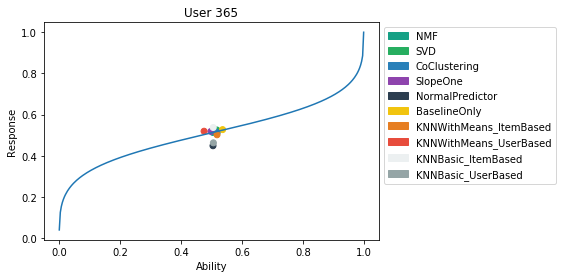 User 365
1.0
0.8
0.6
0.4
0.2
0.0
Response
0.0 0.2 0.4 0.6 0.8 1.0
Ability
NMF
SVD
CoClustering
SlopeOne
NormalPredictor
BaselineOnly
KNNWithMeans_ItemBased
KNNWithMeans_UserBased
KNNBasic_ItemBased
KNNBasic_UserBased